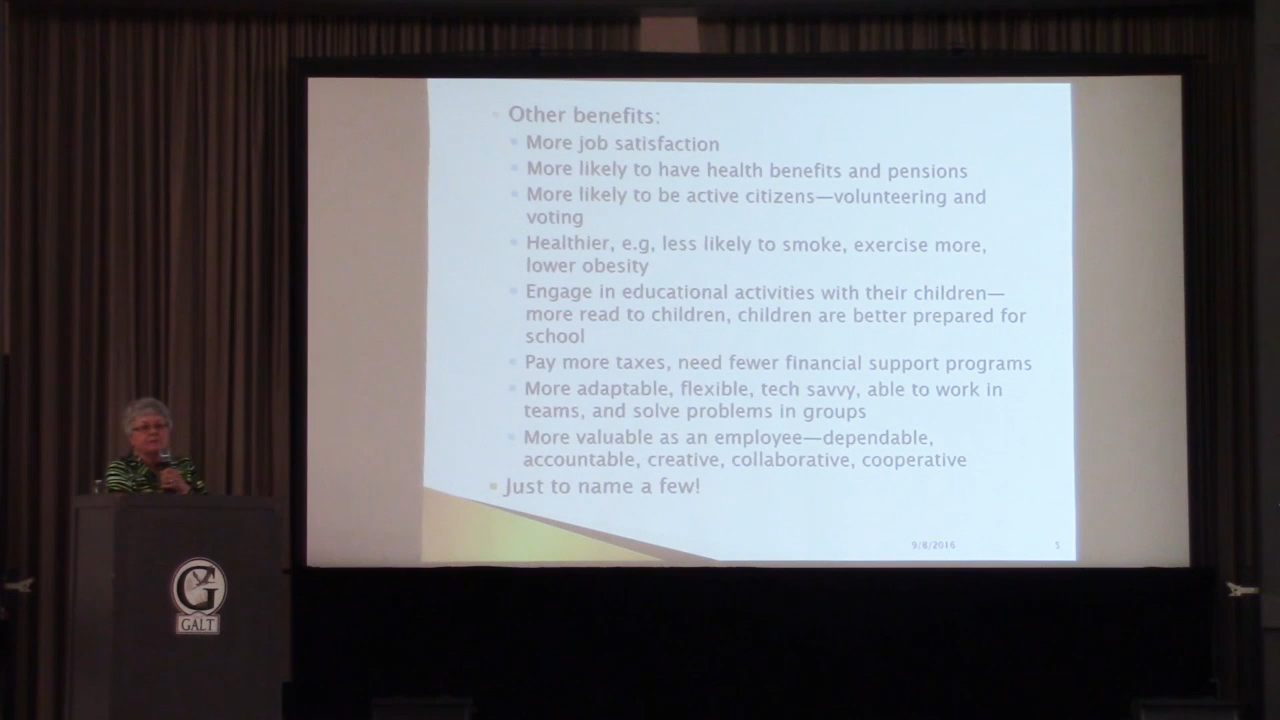 Other benefits:
More job satisfaction
More likely to have health benefits and pensions
More likely to be active citizens—volunteering and
voting
Healthier, e.g, less likely to smoke, exercise more,
lower obesity
Engage in educational activities with their children—
more read to children, children are better prepared for
school
Pay more taxes, need fewer financial support programs
More adaptable, flexible, tech savvy, able to work in
teams, and solve problems in groups
More valuable as an employee—dependable,
accountable, creative, collaborative, cooperative
Just to name a few!
9/8/2016 5
G
GALT